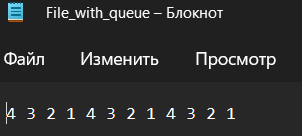 File_with_queue – Блокнот
Файл Изменить Просмотр
4 3 2 1 4 3 2 1 4 3 2 1